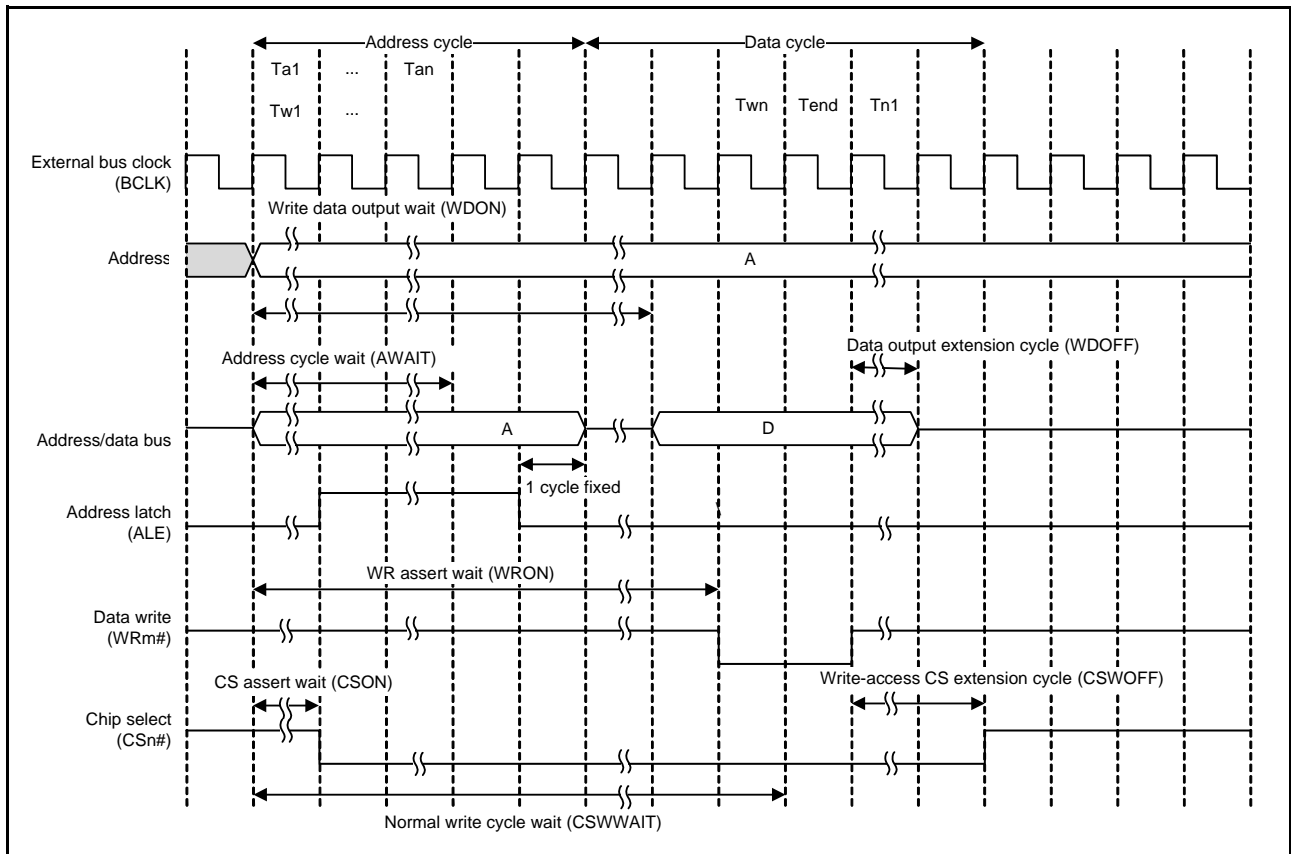 Address cycle Data cycle
Ta1 ... Tan
Twn Tend Tn1
Tw1 ...
External bus clock
(BCLK)
Write data output wait (WDON)
Address
A
Data output extension cycle (WDOFF)
Address cycle wait (AWAIT)
Address/data bus
A D
1 cycle fixed
Address latch
(ALE)
WR assert wait (WRON)
Data write
(WRm#)
CS assert wait (CSON)
Write-access CS extension cycle (CSWOFF)
Chip select
(CSn#)
Normal write cycle wait (CSWWAIT)